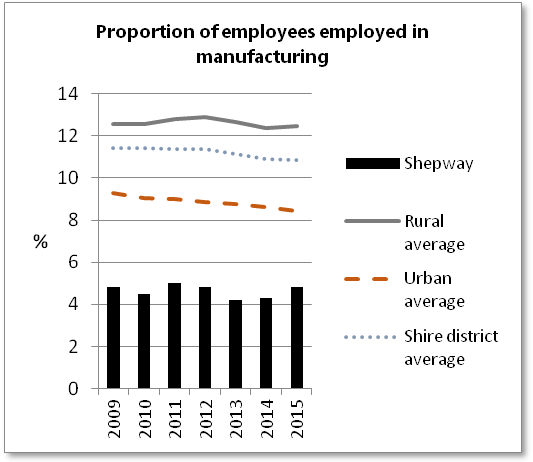 Proportion of employees employed in
manufacturing
14
12
10
8
6
4
2
0
%
2009
2010
2011
2012
2013
2014
2015
Shepway
Rural
average
Urban
average
Shire district
average